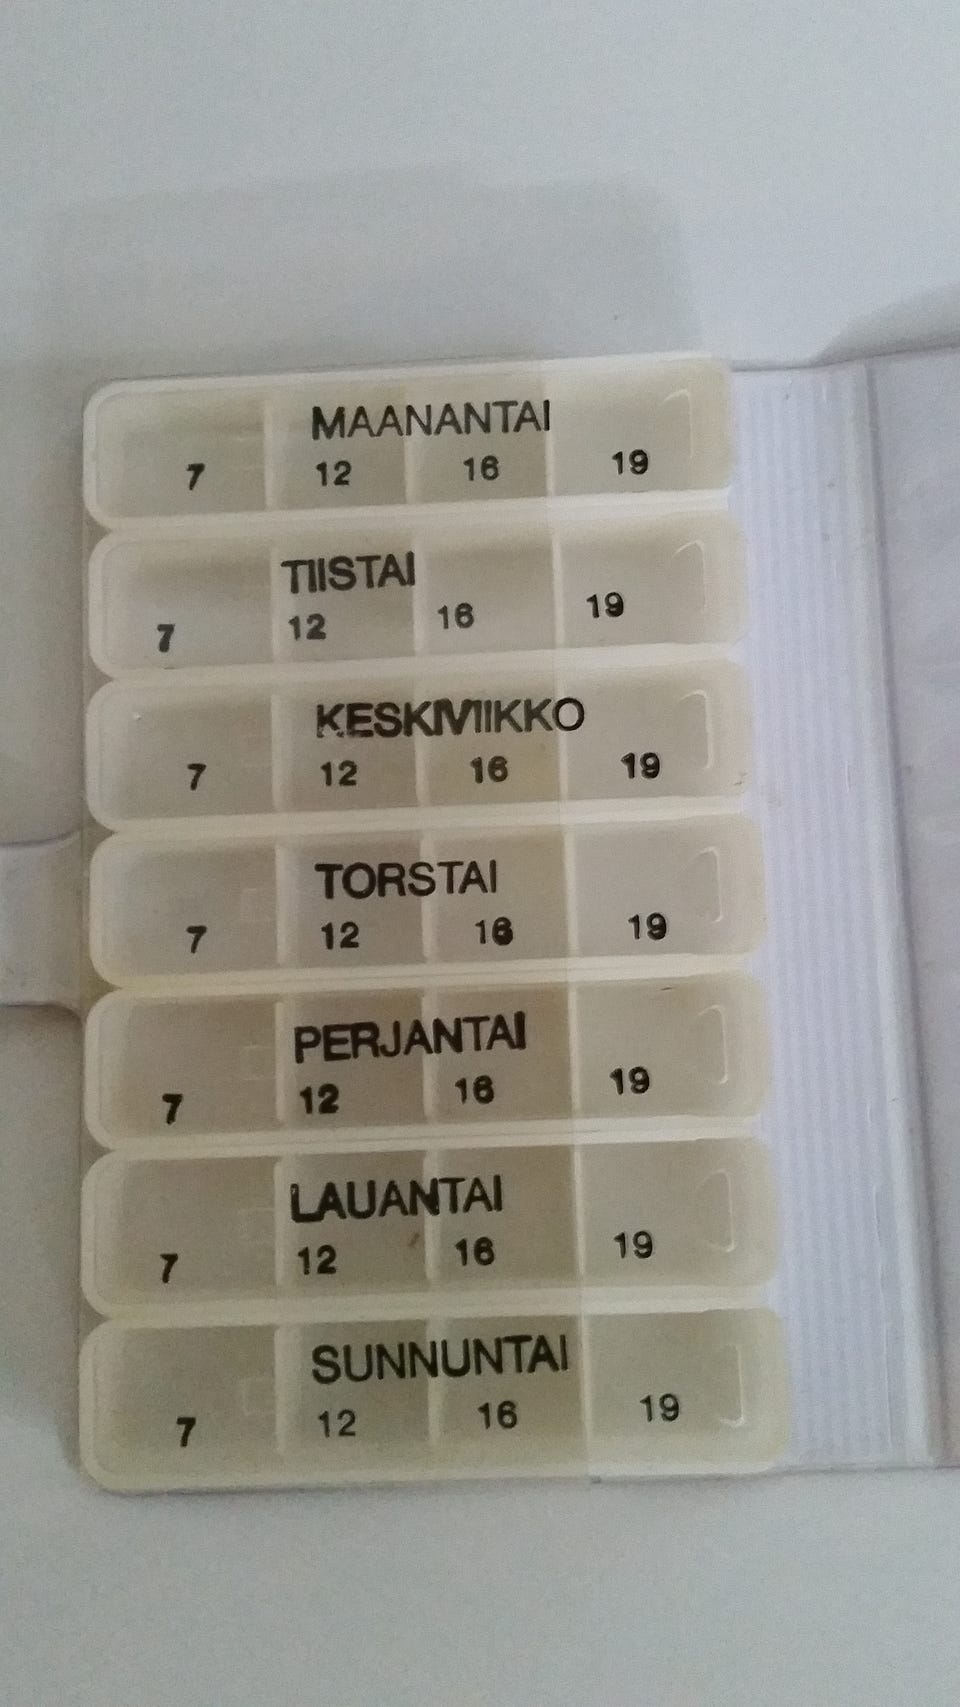 MAANANTAI
7 12 16 19
TIISTAI
7 12 16 19
KESKIVIIKKO
7 12 16 19
TORSTAI
7 12 16 19
PERJANTAI
7 12 16 19
LAUANTAI
7 12 16 19
SUNNUNTAI
7 12 16 19